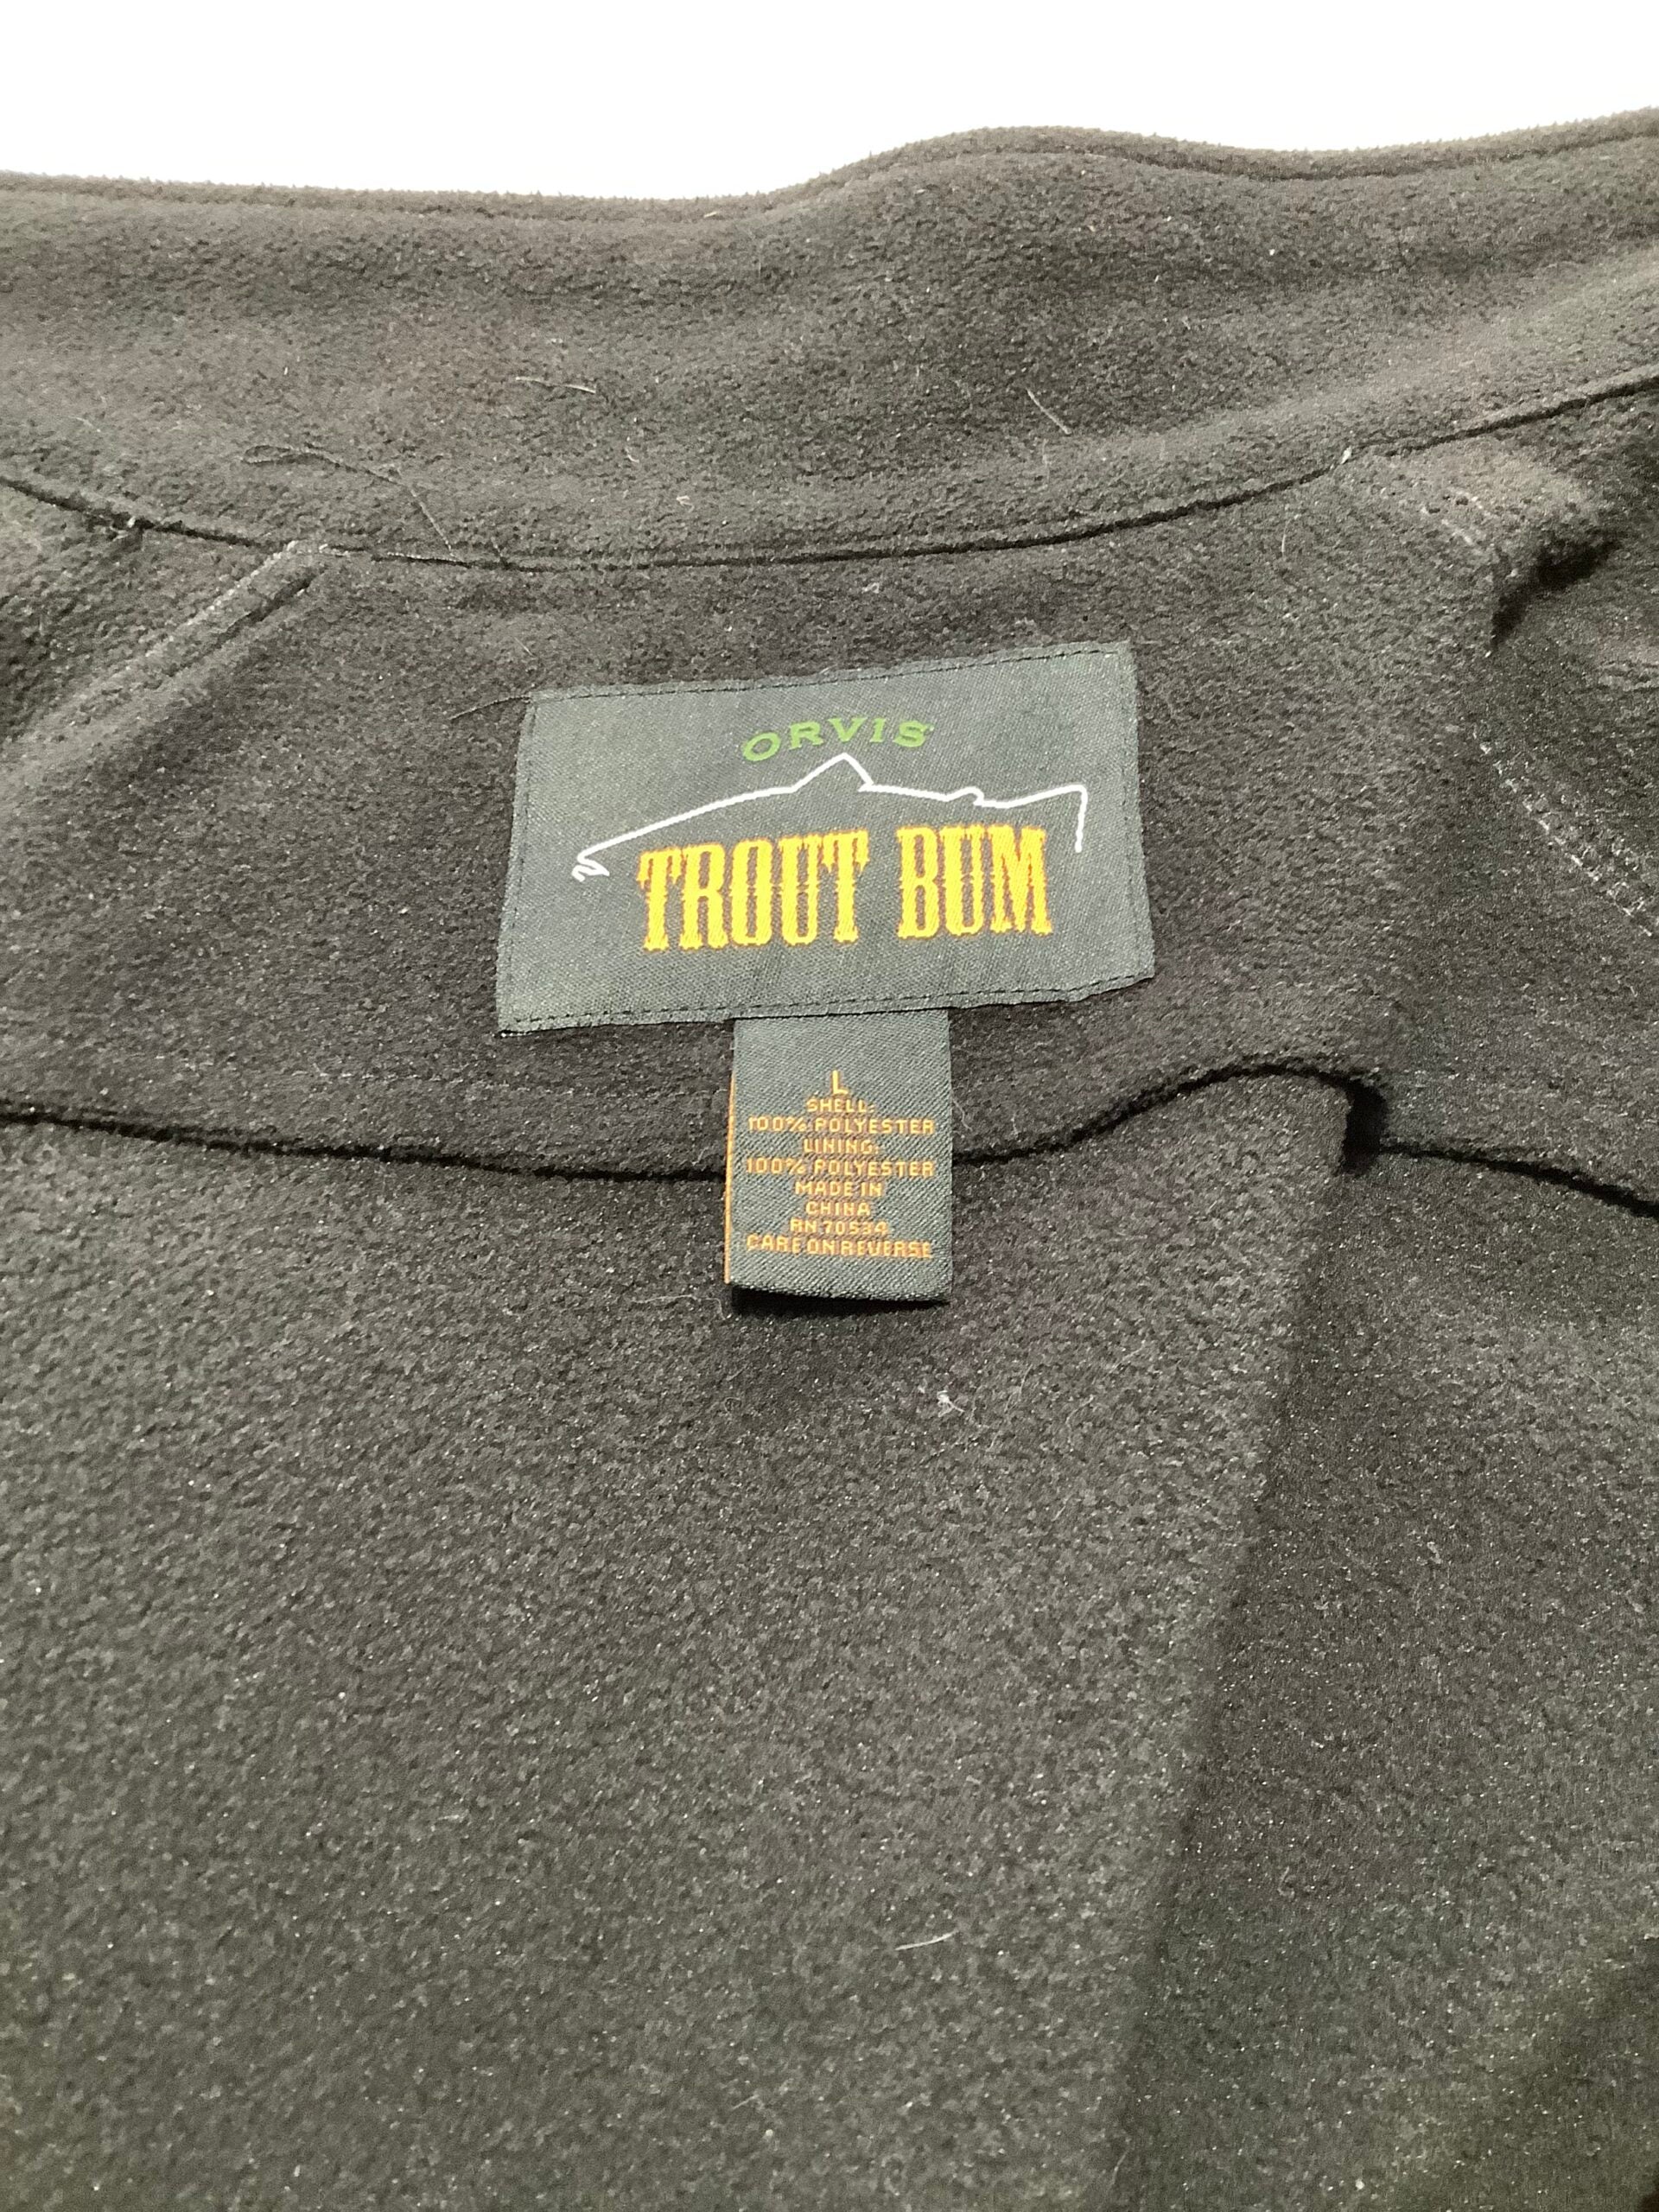 ORVIS
TROUT BUM
L
SHELL:
100% POLYESTER
LINING:
100% POLYESTER
MADE IN
CHINA
RN 70534
CARE ON REVERSE